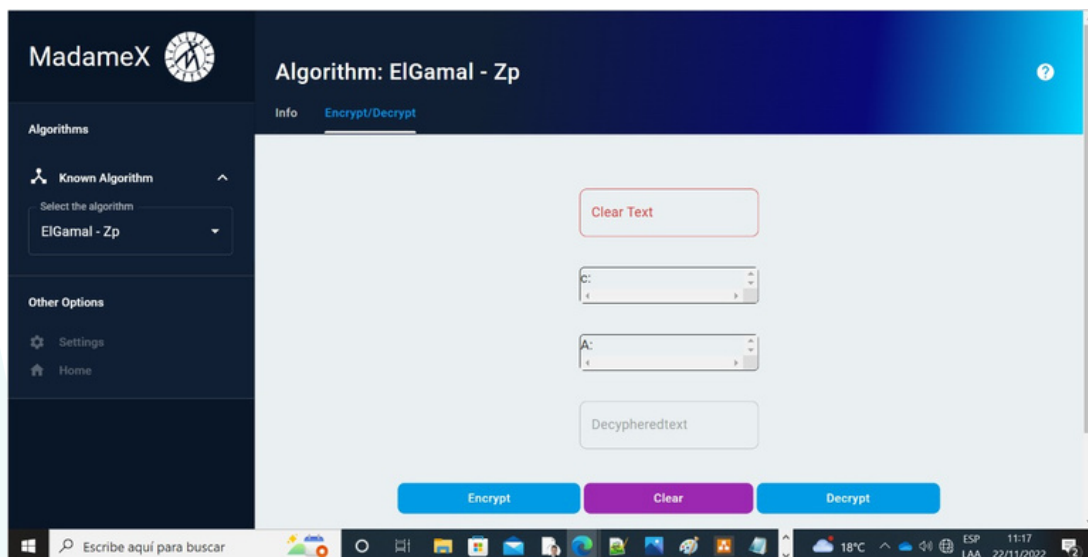 MadameX
Algorithms
Known Algorithm
Select the algorithm
ElGamal - Zp
Other Options
Settings
Home
Algorithm: ElGamal - Zp
Info Encrypt/Decrypt
Clear Text
c:
A:
Decypheredtext
Encrypt Clear Decrypt
Escribe aquí para buscar
18°C
ESP
LAA
11:17
22/11/2022